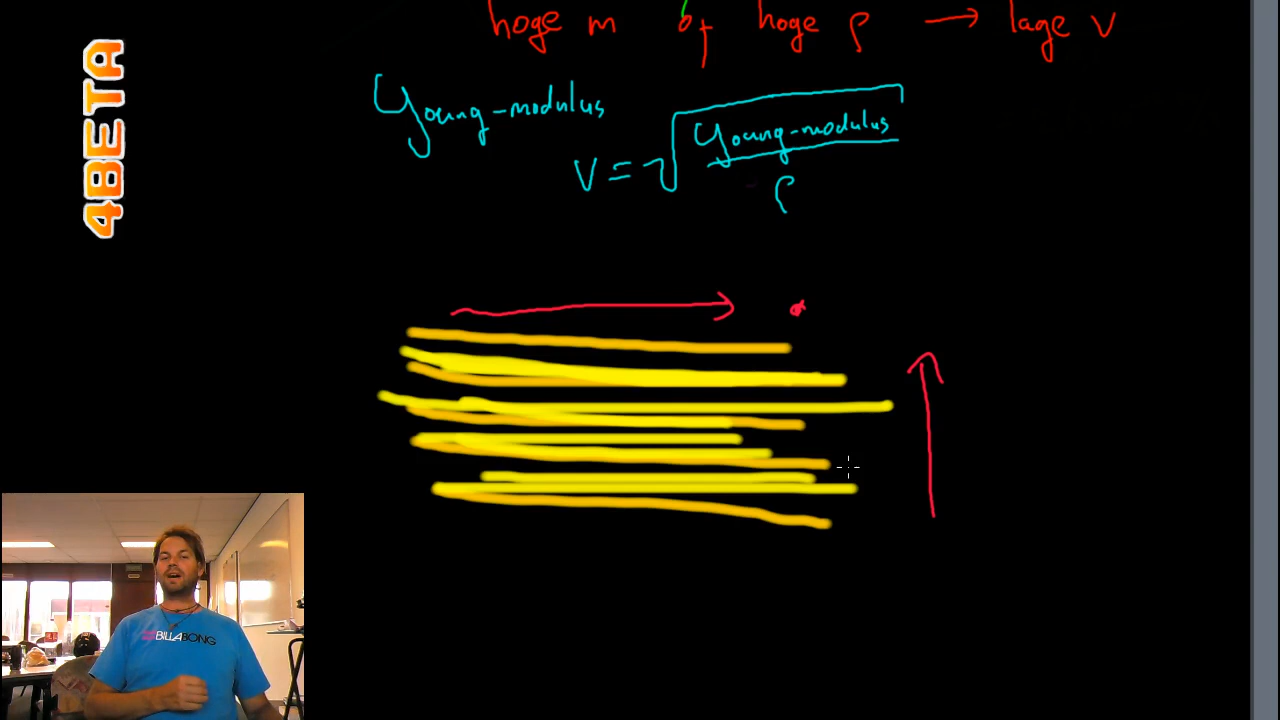 hoge m of hoge ρ → lage v
Young-modulus
v = √
Young-modulus
ρ
4BETA
BILLABONG